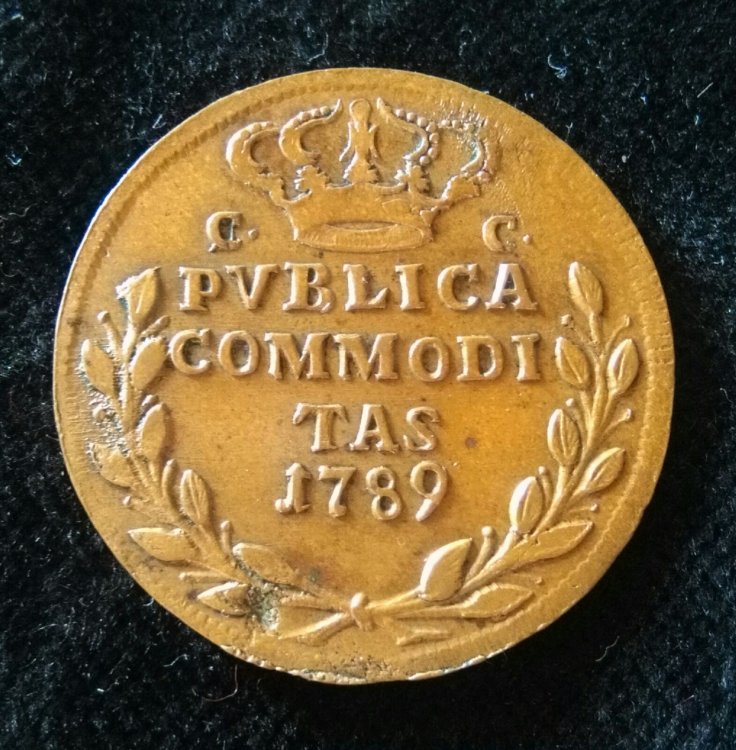 C. C.
PVBLICA
COMMODI
TAS
1789